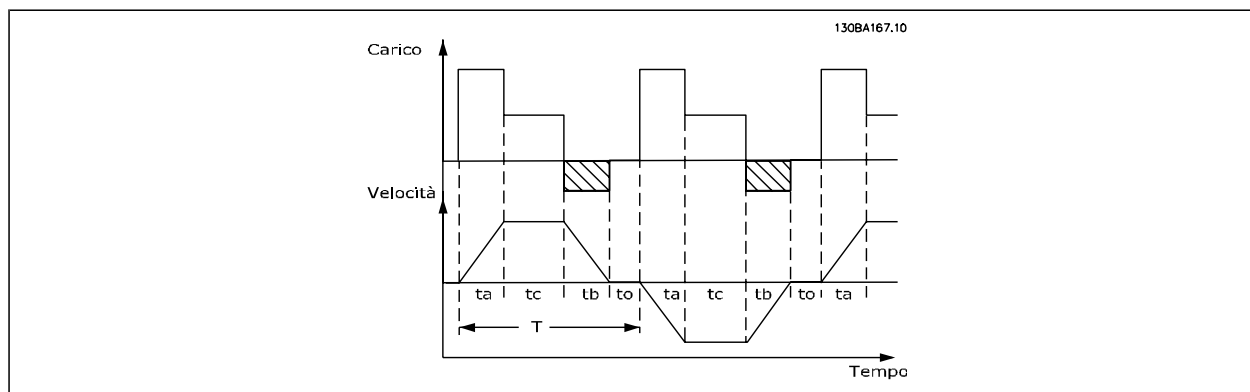 130BA167.10
Carico
Velocità
ta tc tb to ta tc tb to ta
T
Tempo